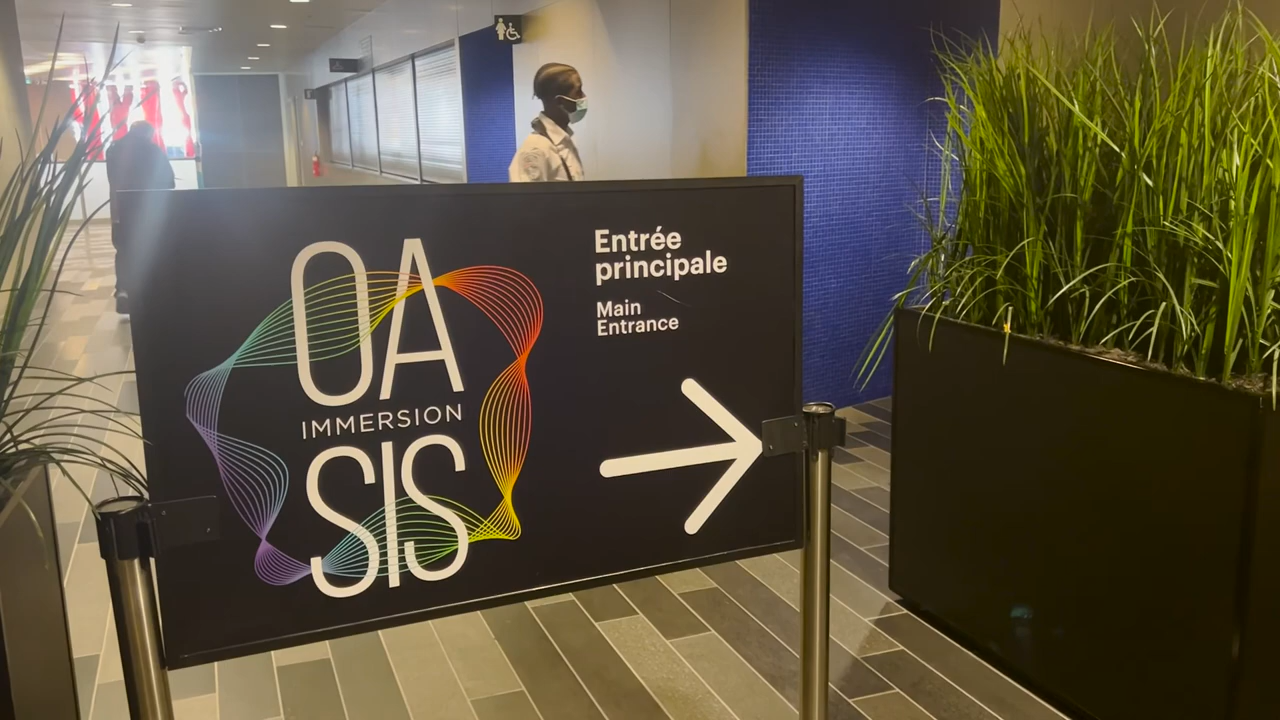 OA
IMMERSION
SIS
Entrée
principale
Main
Entrance